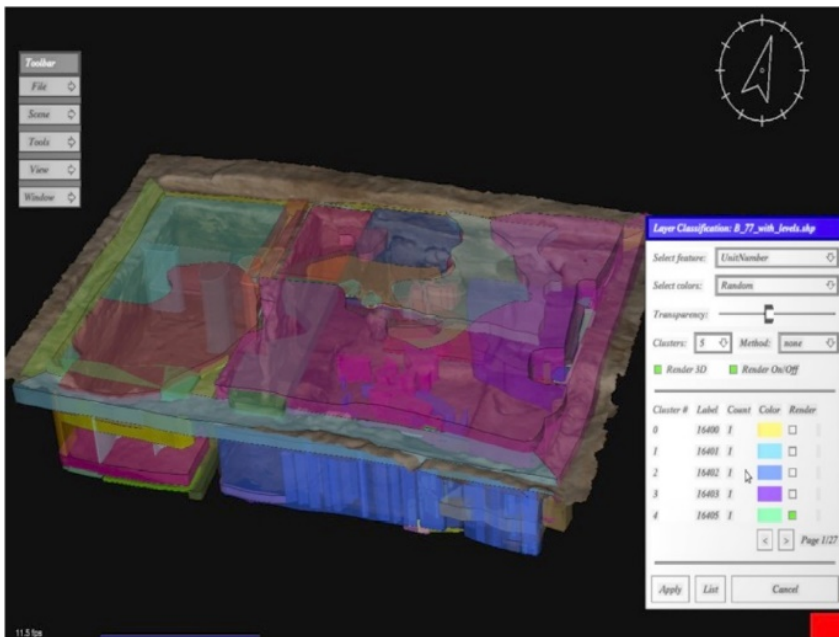 Toolbar
File
Scene
Tools
View
Window
Layer Classification: B_77_with_levels.shp
Select feature: UnitNumber
Select colors: Random
Transparency:
Clusters: 5 Method: none
Render 3D Render On/Off
Cluster # Label Count Color Render
0 16400 1
1 16401 1
2 16402 1
3 16403 1
4 16405 1
< > Page 1/27
Apply List Cancel
11.5 fps